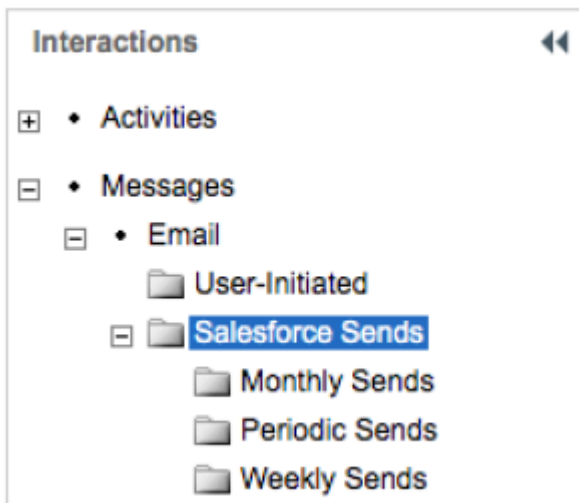 Interactions
Activities
Messages
Email
User-Initiated
Salesforce Sends
Monthly Sends
Periodic Sends
Weekly Sends